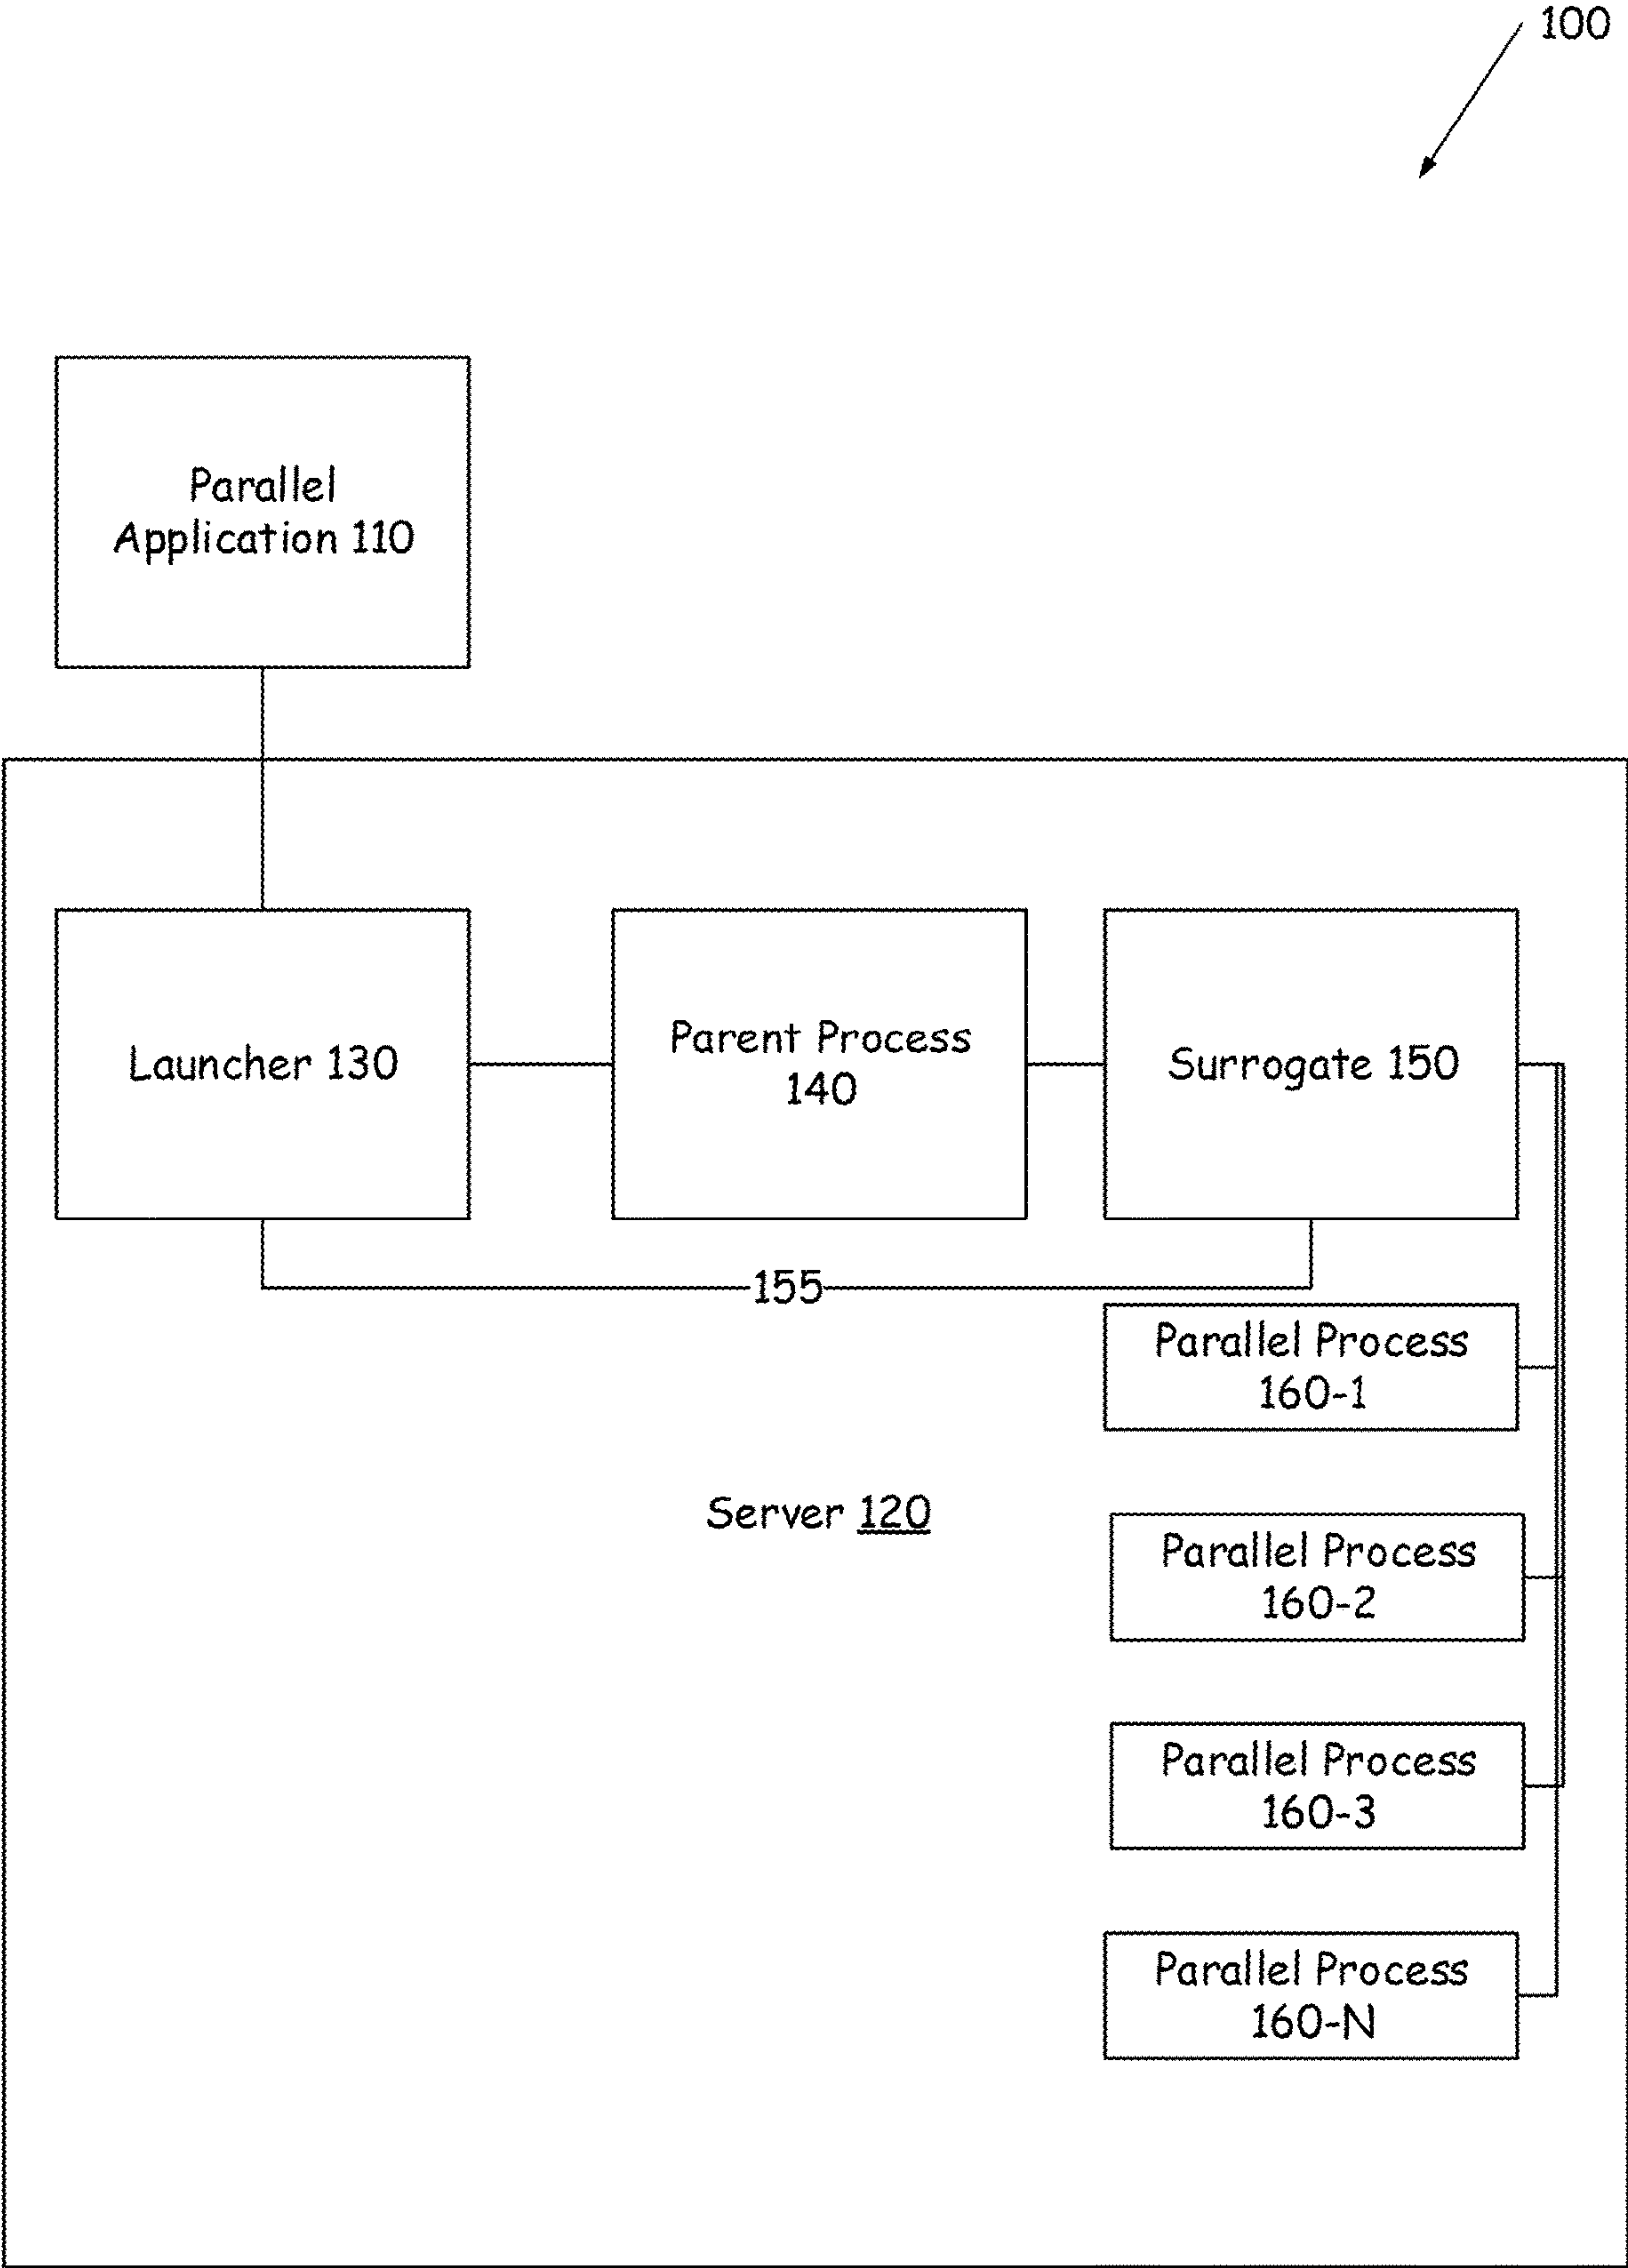 100
Parallel
Application 110
Launcher 130
Parent Process
140
Surrogate 150
155
Parallel Process
160-1
Server 120
Parallel Process
160-2
Parallel Process
160-3
Parallel Process
160-N